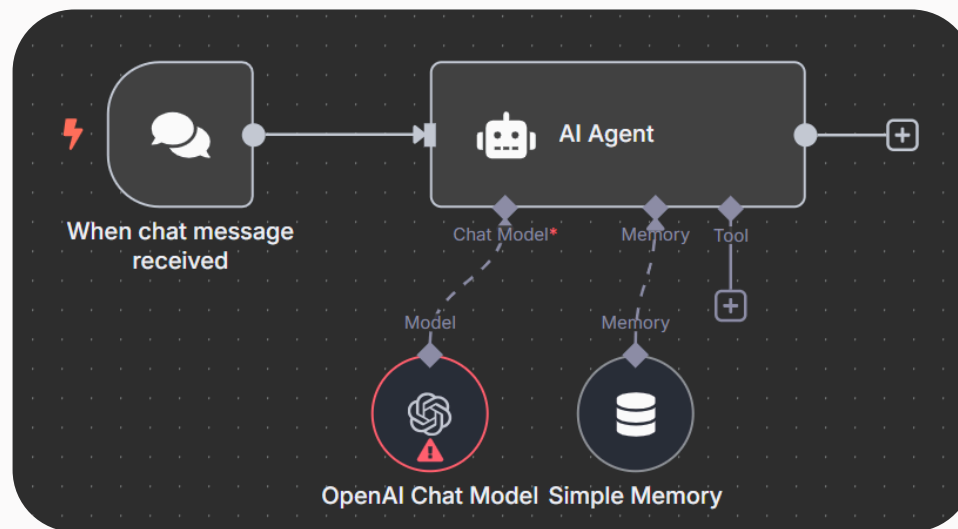 AI Agent
When chat message
received
Chat Model*
Memory
Tool
Model
Memory
OpenAI Chat Model
Simple Memory